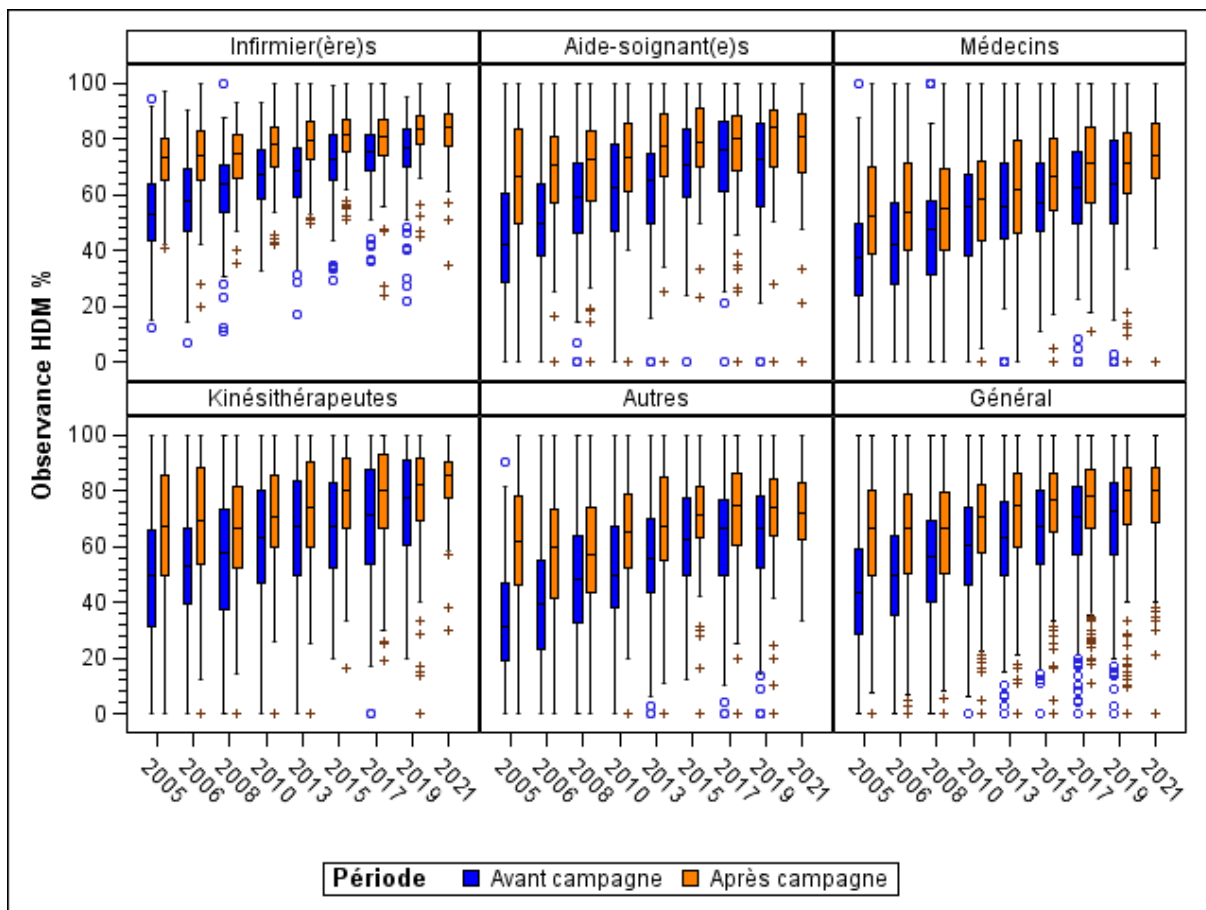 Infirmier(ère)s
Aide-soignant(e)s
Médecins
Observance HDM %
100
80
60
40
20
0
Kinésithérapeutes
Autres
Général
100
80
60
40
20
0
2005 2006 2008 2010 2013 2015 2017 2019 2021
2005 2006 2008 2010 2013 2015 2017 2019 2021
2005 2006 2008 2010 2013 2015 2017 2019 2021
Période Avant campagne Après campagne